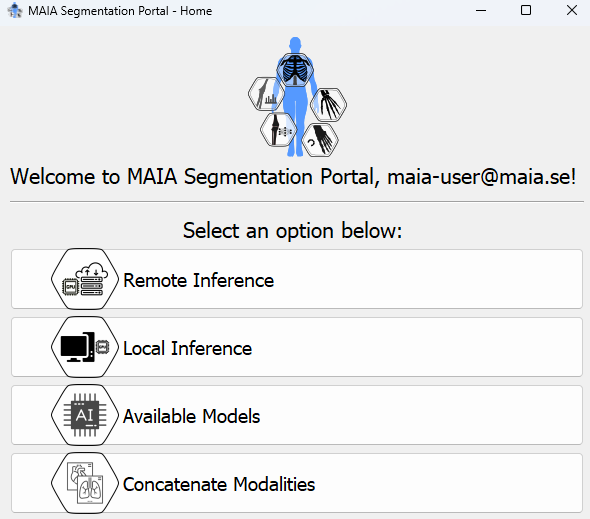 MAIA Segmentation Portal - Home
Welcome to MAIA Segmentation Portal, maia-user@maia.se!
Select an option below:
GPU
Remote Inference
Local Inference
AI
Available Models
Concatenate Modalities